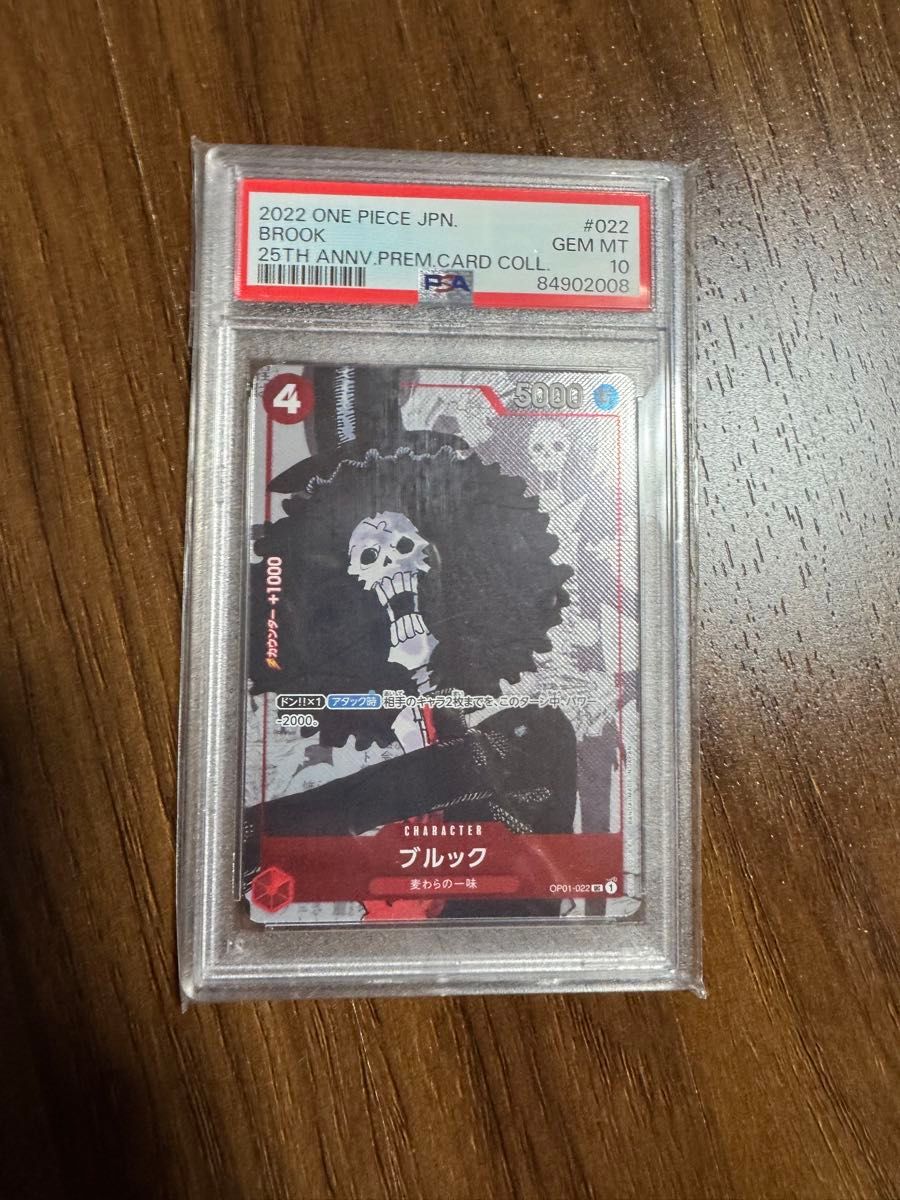 2022 ONE PIECE JPN. #022
BROOK GEM MT
25TH ANNV.PREM.CARD COLL. 10
PSA 84902008
4
5000
カウンター +1000
ドン!!×1 アタック時 相手のキャラ2枚までを、このターン中、パワー
-2000。
CHARACTER
ブルック
麦わらの一味
OP01-022 UC 1